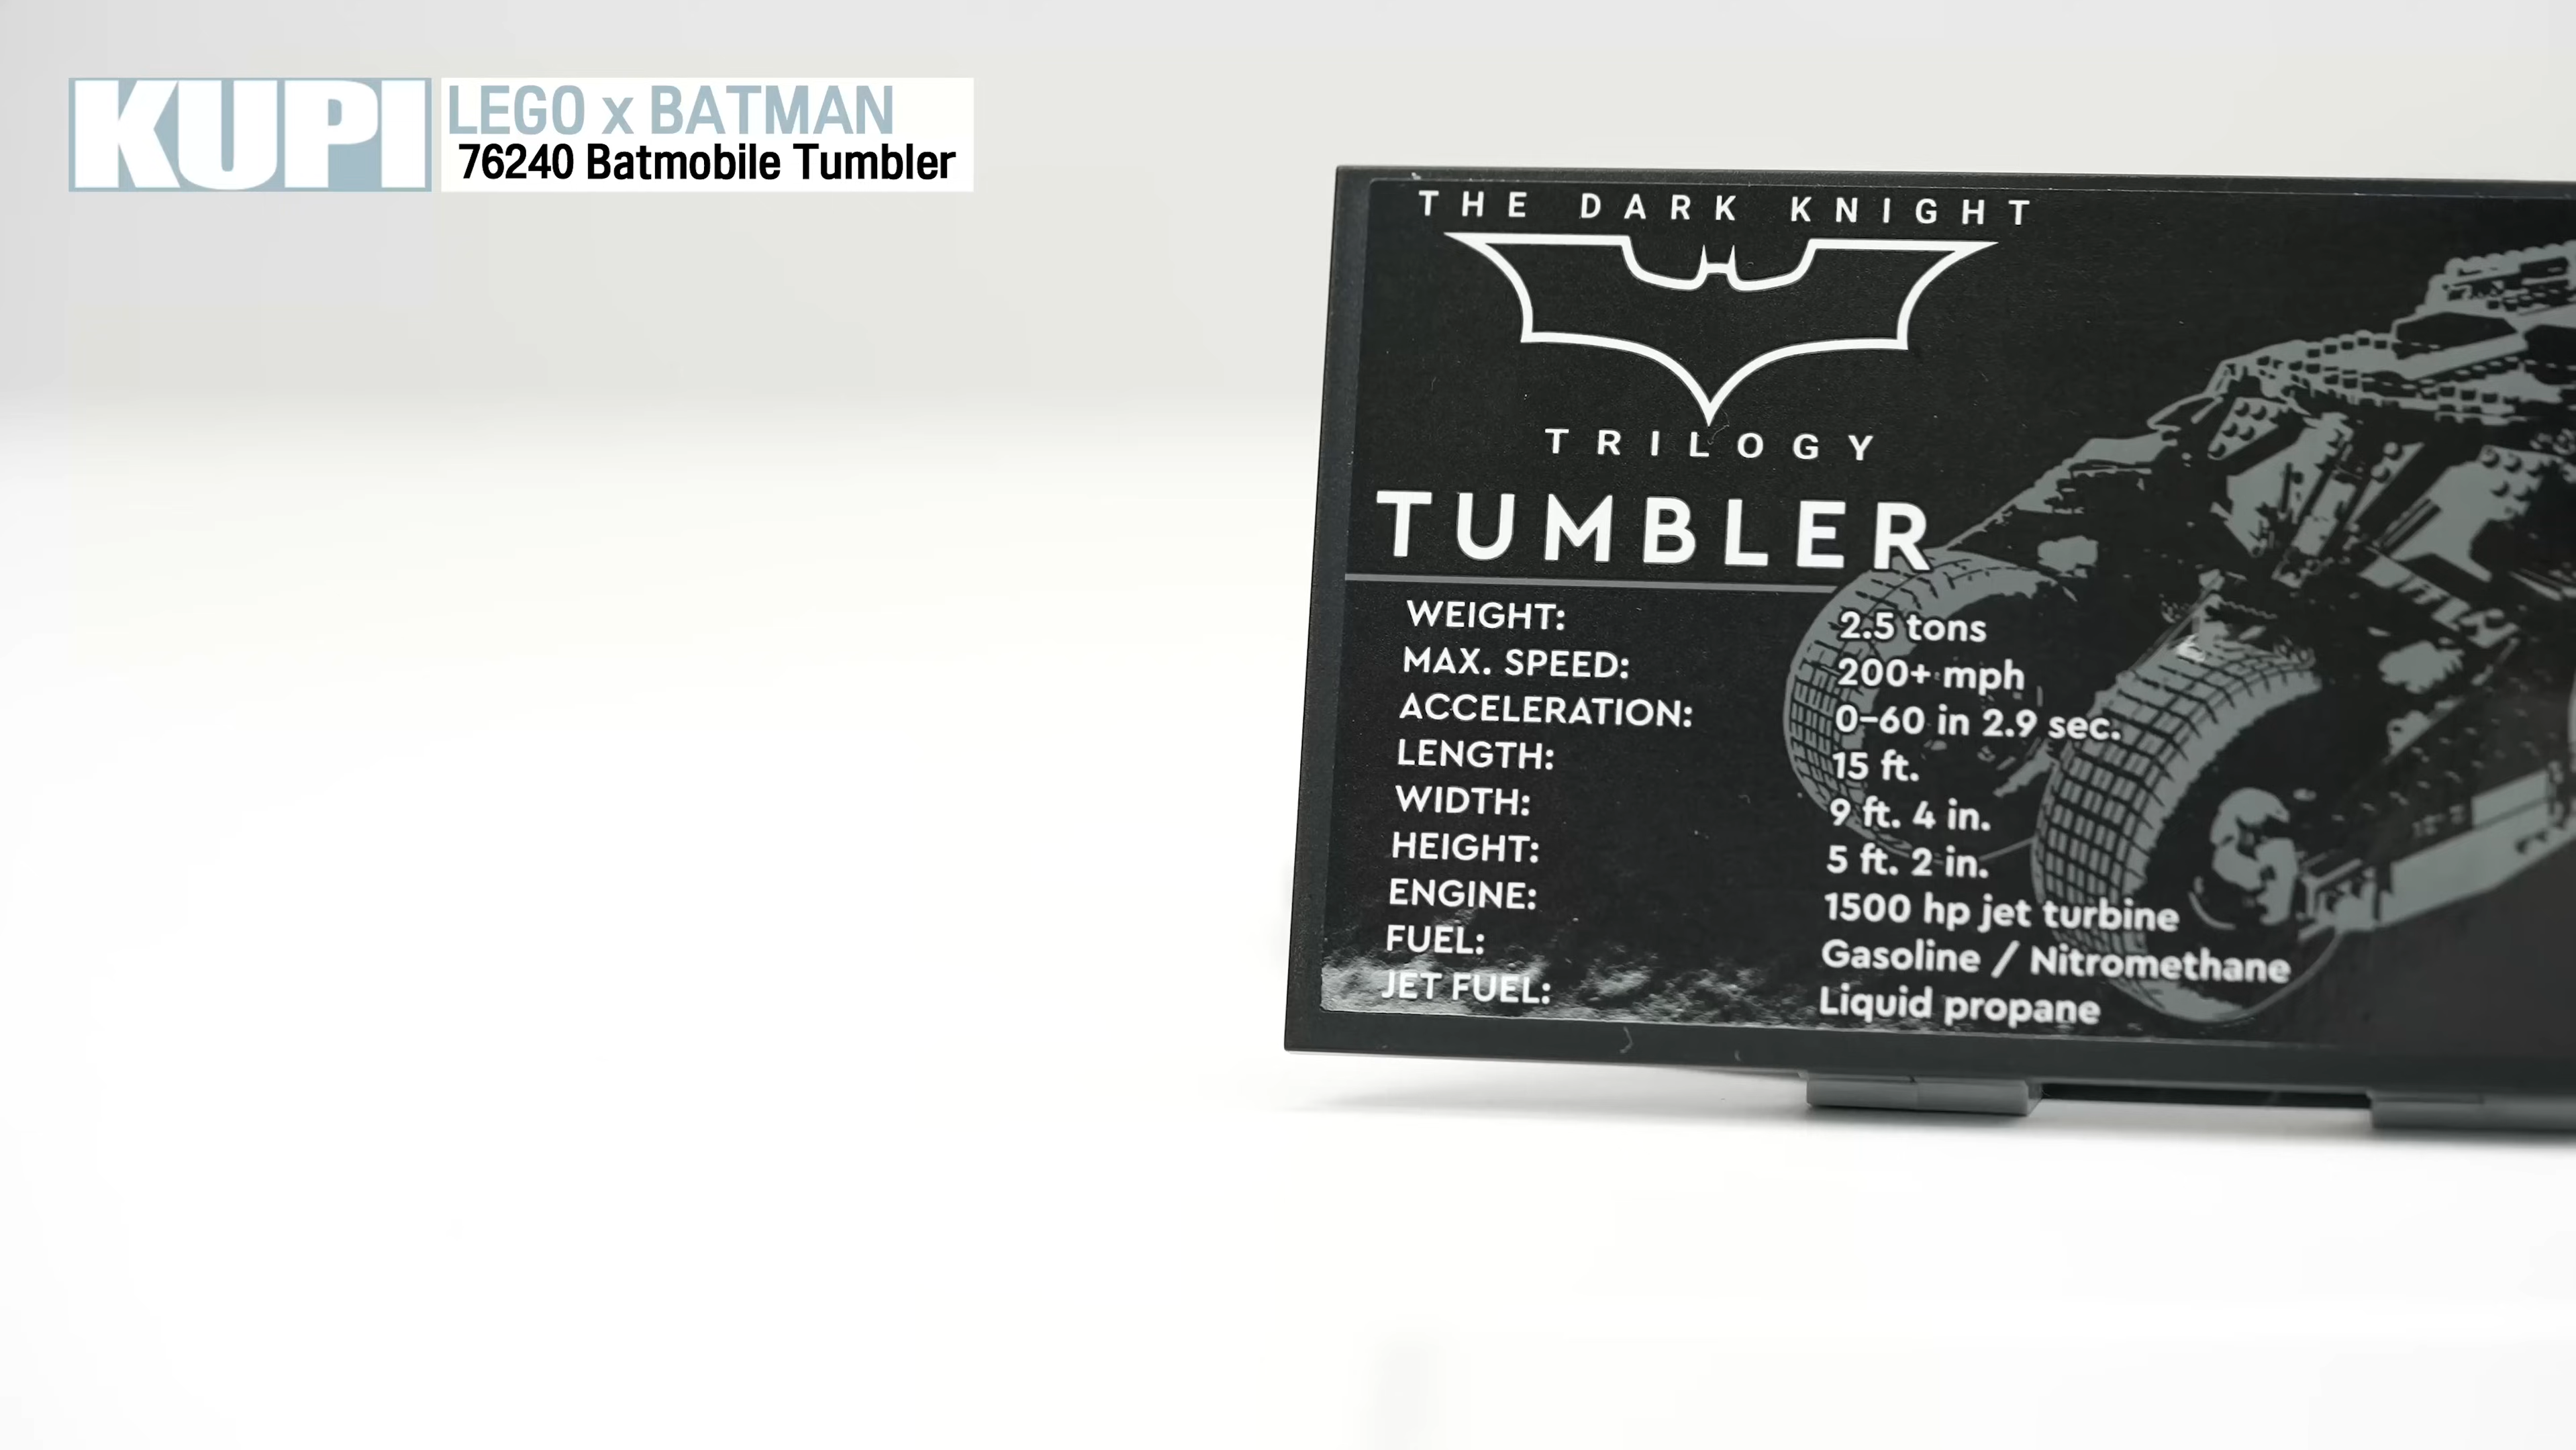 KUPI
LEGO x BATMAN
76240 Batmobile Tumbler
THE DARK KNIGHT
TRILOGY
TUMBLER
WEIGHT: 2.5 tons
MAX. SPEED: 200+ mph
ACCELERATION: 0-60 in 2.9 sec.
LENGTH: 15 ft.
WIDTH: 9 ft. 4 in.
HEIGHT: 5 ft. 2 in.
ENGINE: 1500 hp jet turbine
FUEL: Gasoline / Nitromethane
JET FUEL: Liquid propane